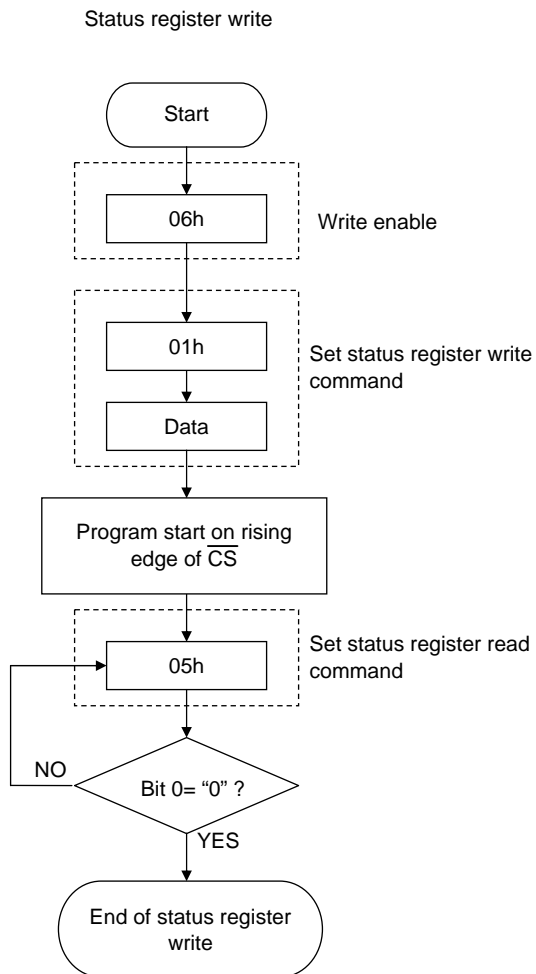 Status register write
Start
06h
Write enable
01h
Set status register write
command
Data
Program start on rising
edge of C̅S̅
Set status register read
command
05h
NO
Bit 0= “0” ?
YES
End of status register
write